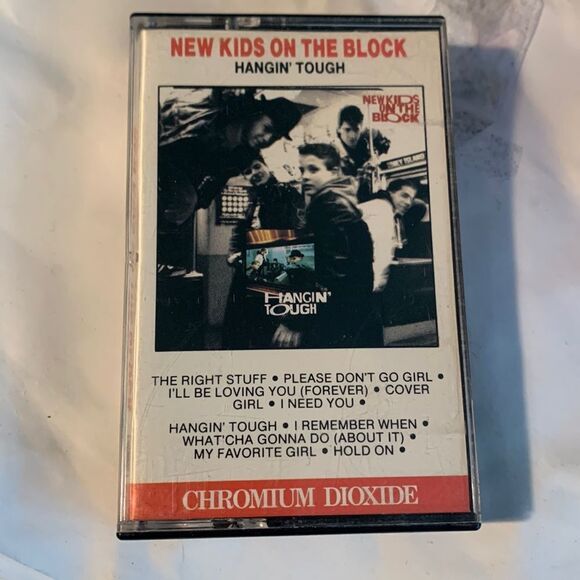 NEW KIDS ON THE BLOCK
HANGIN' TOUGH
NEW KIDS
ON THE
BLOCK
HANGIN'
TOUGH
THE RIGHT STUFF • PLEASE DON'T GO GIRL •
I'LL BE LOVING YOU (FOREVER) • COVER
GIRL • I NEED YOU •
HANGIN' TOUGH • I REMEMBER WHEN •
WHAT'CHA GONNA DO (ABOUT IT) •
MY FAVORITE GIRL • HOLD ON •
CHROMIUM DIOXIDE